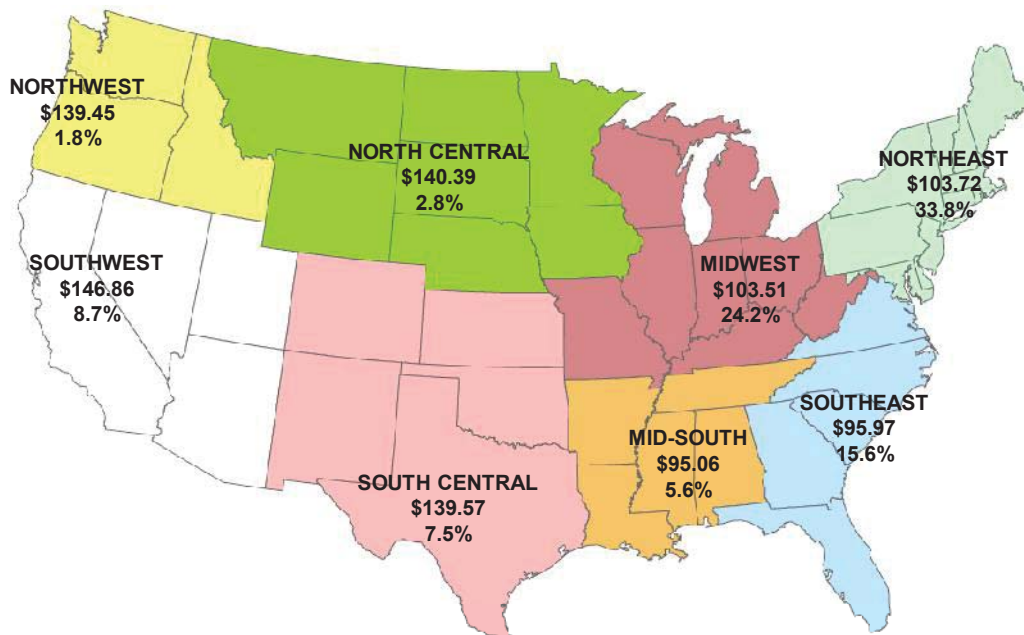 NORTHWEST
$139.45
1.8%
NORTH CENTRAL
$140.39
2.8%
NORTHEAST
$103.72
33.8%
SOUTHWEST
$146.86
8.7%
MIDWEST
$103.51
24.2%
SOUTHEAST
$95.97
15.6%
MID-SOUTH
$95.06
5.6%
SOUTH CENTRAL
$139.57
7.5%